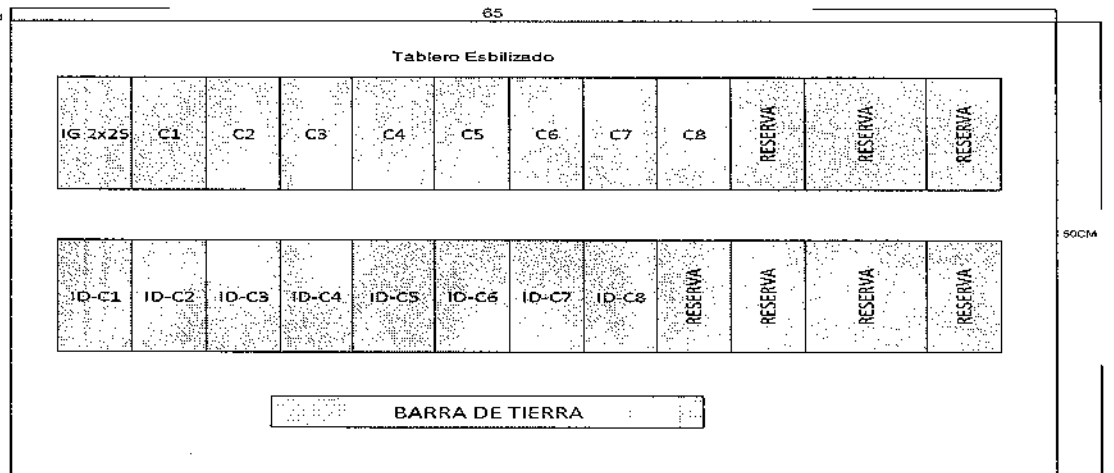 65
Tablero Esbilizado
IG 2x25 C1 C2 C3 C4 C5 C6 C7 C8 RESERVA RESERVA RESERVA
50CM
ID-C1 ID-C2 ID-C3 ID-C4 ID-C5 ID-C6 ID-C7 ID-C8 RESERVA RESERVA RESERVA RESERVA
BARRA DE TIERRA